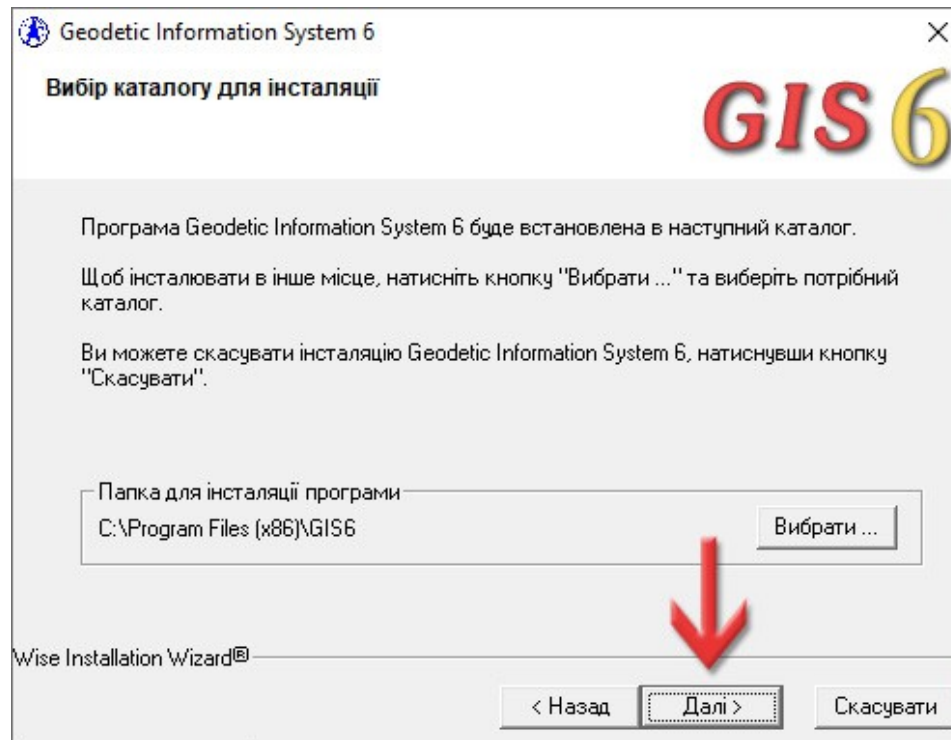 Geodetic Information System 6
Вибір каталогу для інсталяції
GIS 6
Програма Geodetic Information System 6 буде встановлена в наступний каталог.
Щоб інсталювати в інше місце, натисніть кнопку "Вибрати ..." та виберіть потрібний
каталог.
Ви можете скасувати інсталяцію Geodetic Information System 6, натиснувши кнопку
"Скасувати".
Папка для інсталяції програми
C:\Program Files (x86)\GIS6
Вибрати ...
Wise Installation Wizard®
< Назад
Далі >
Скасувати